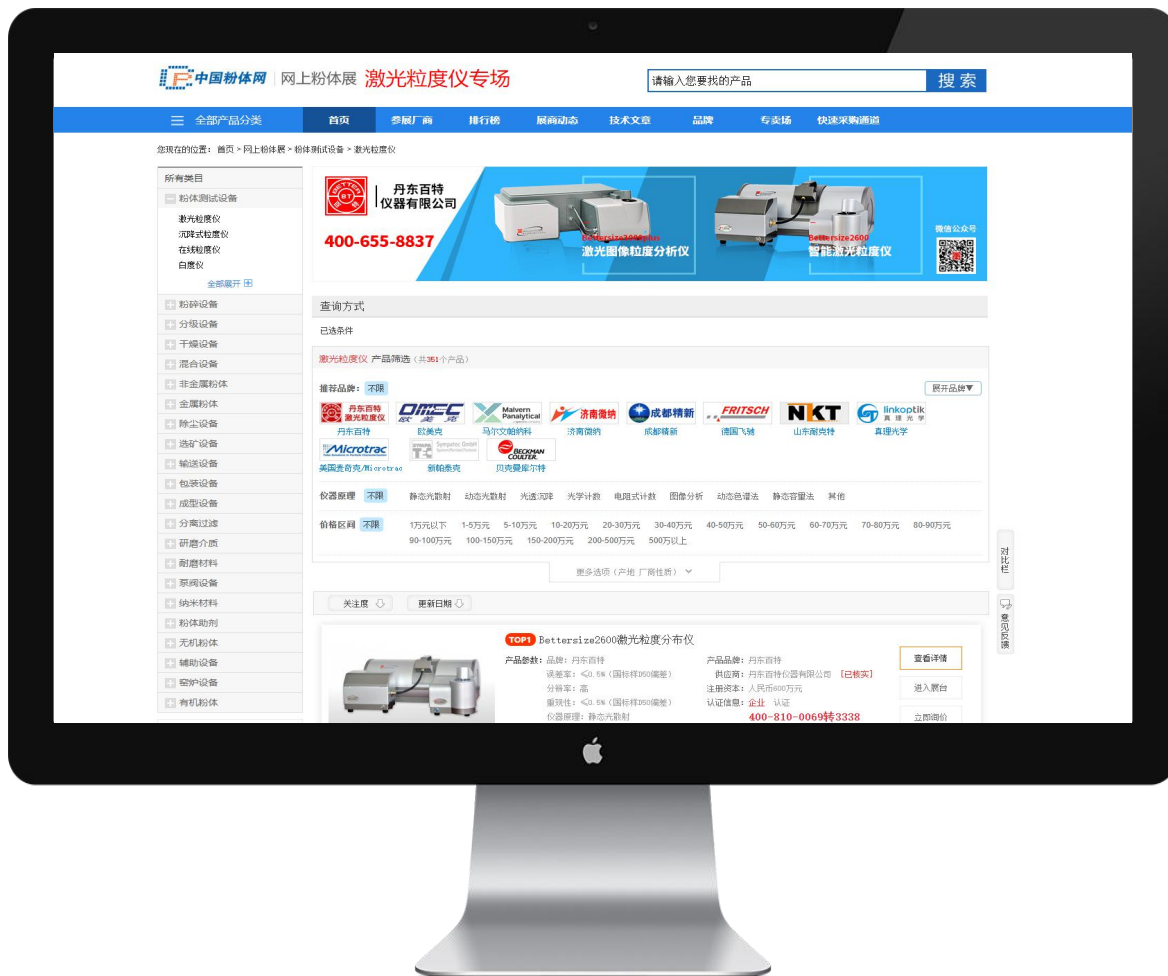 中国粉体网 网上粉体展 激光粒度仪专场
请输入您要找的产品 搜索
全部产品分类 首页 参展厂商 排行榜 展商动态 技术文章 品牌 专卖场 快速采购通道
您现在的位置： 首页 > 网上粉体展 > 粉体测试设备 > 激光粒度仪
所有类目
粉体测试设备
激光粒度仪
沉降式粒度仪
在线粒度仪
白度仪
全部展开
粉碎设备
分级设备
干燥设备
混合设备
非金属粉体
金属粉体
除尘设备
选矿设备
输送设备
包装设备
成型设备
分离过滤
研磨介质
耐磨材料
泵阀设备
纳米材料
粉体助剂
无机粉体
辅助设备
窑炉设备
有机粉体
BETTER
BT
丹东百特
仪器有限公司
400-655-8837
Bettersize2000plus
激光图像粒度分析仪
Bettersize2600
智能激光粒度仪
微信公众号
查询方式
已选条件
激光粒度仪 产品筛选（共351个产品）
推荐品牌： 不限 展开品牌▼
丹东百特 激光粒度仪 OMEC 欧美克 Malvern Panalytical 济南微纳 成都精新 FRITSCH NKT linkoptik 真理光学
丹东百特 欧美克 马尔文帕纳科 济南微纳 成都精新 德国飞驰 山东耐克特 真理光学
Microtrac Sympatec GmbH BECKMAN COULTER
美国麦奇克/Microtrac 新帕泰克 贝克曼库尔特
仪器原理 不限 静态光散射 动态光散射 光透沉降 光学计数 电阻式计数 图像分析 动态色谱法 静态容量法 其他
价格区间 不限 1万元以下 1-5万元 5-10万元 10-20万元 20-30万元 30-40万元 40-50万元 50-60万元 60-70万元 70-80万元 80-90万元
90-100万元 100-150万元 150-200万元 200-500万元 500万以上
更多选项（产地 厂商性质）
关注度 更新日期
对比栏
意见反馈
TOP1 Bettersize2600激光粒度分布仪
产品参数： 品牌：丹东百特 产品品牌：丹东百特 查看详情
误差率：≤0.5%（国标样D50偏差） 供应商：丹东百特仪器有限公司 [已核实]
分辨率：高 注册资本：人民币600万元 进入展台
重现性：≤0.5%（国标样D50偏差） 认证信息：企业 认证
仪器原理：静态光散射 400-810-0069转3338 立即询价